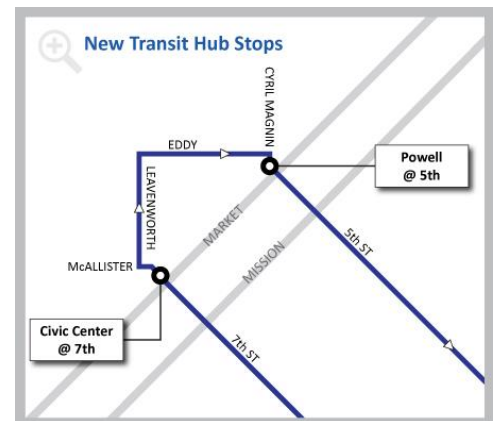 New Transit Hub Stops
CYRIL MAGNIN
EDDY
Powell
@ 5th
LEAVENWORTH
MARKET
5th ST
MISSION
McALLISTER
Civic Center
@ 7th
7th ST